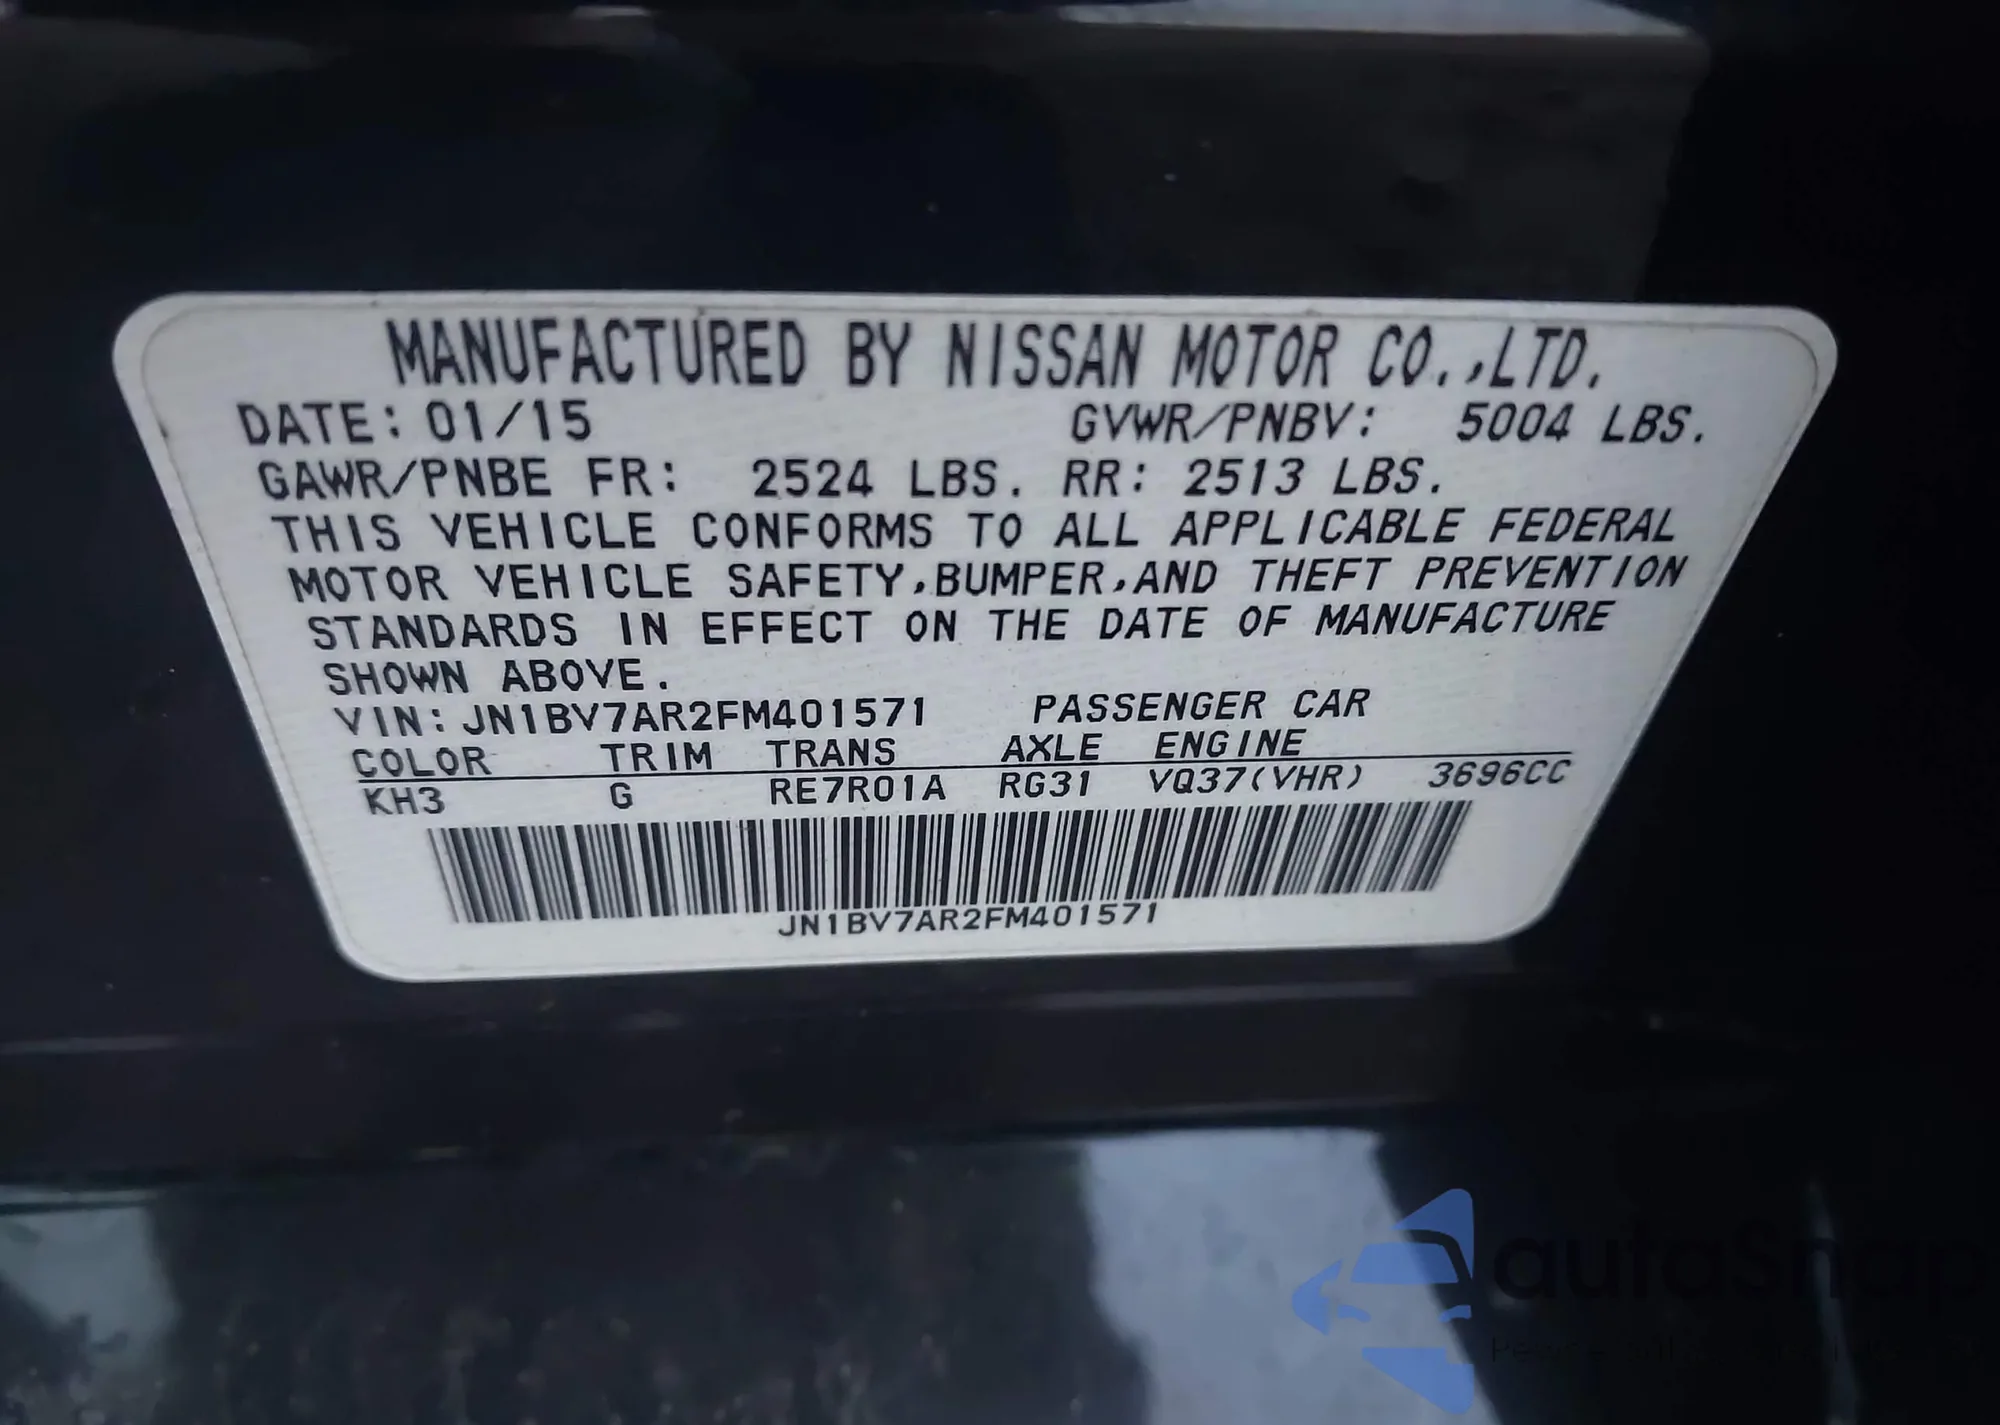 MANUFACTURED BY NISSAN MOTOR CO.,LTD.
DATE: 01/15 GVWR/PNBV: 5004 LBS.
GAWR/PNBE FR: 2524 LBS. RR: 2513 LBS.
THIS VEHICLE CONFORMS TO ALL APPLICABLE FEDERAL
MOTOR VEHICLE SAFETY,BUMPER,AND THEFT PREVENTION
STANDARDS IN EFFECT ON THE DATE OF MANUFACTURE
SHOWN ABOVE.
VIN: JN1BV7AR2FM401571 PASSENGER CAR
COLOR TRIM TRANS AXLE ENGINE
KH3 G RE7R01A RG31 VQ37(VHR) 3696CC
JN1BV7AR2FM401571
autaSnap